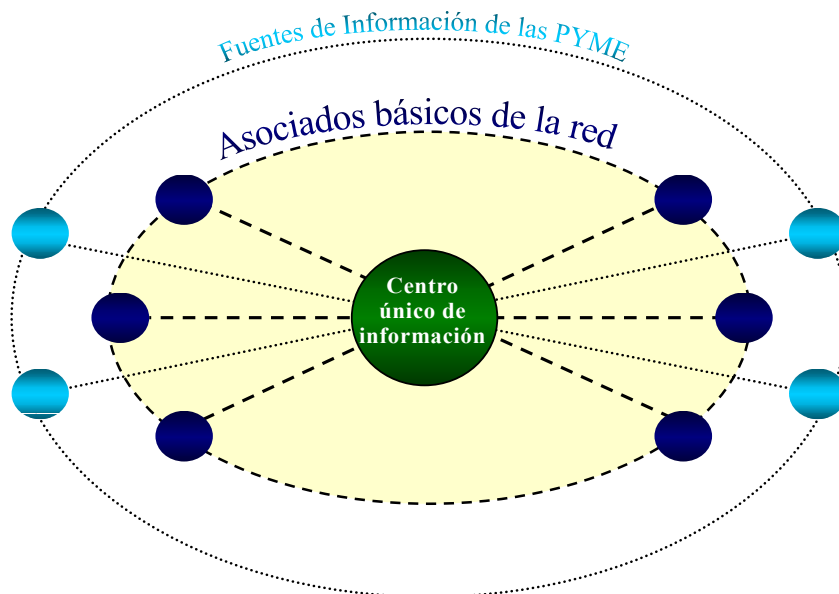 Fuentes de Información de las PYME
Asociados básicos de la red
Centro
único de
información